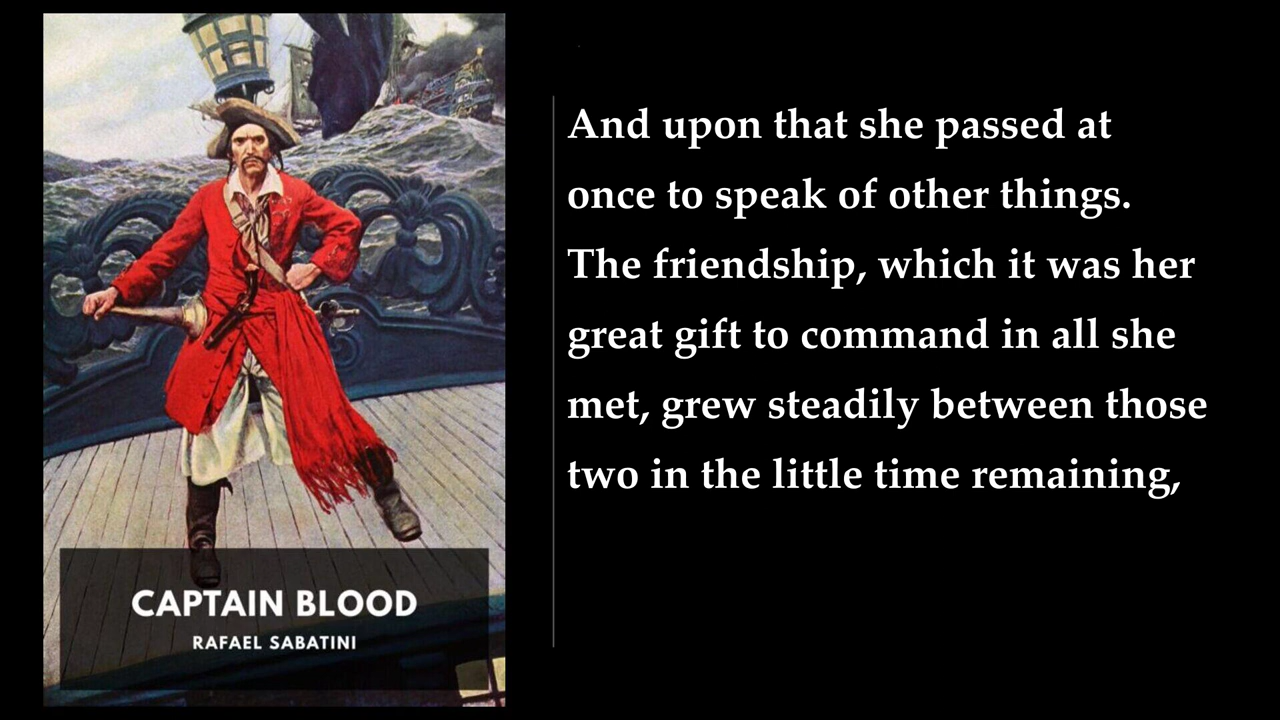 CAPTAIN BLOOD
RAFAEL SABATINI
And upon that she passed at
once to speak of other things.
The friendship, which it was her
great gift to command in all she
met, grew steadily between those
two in the little time remaining,